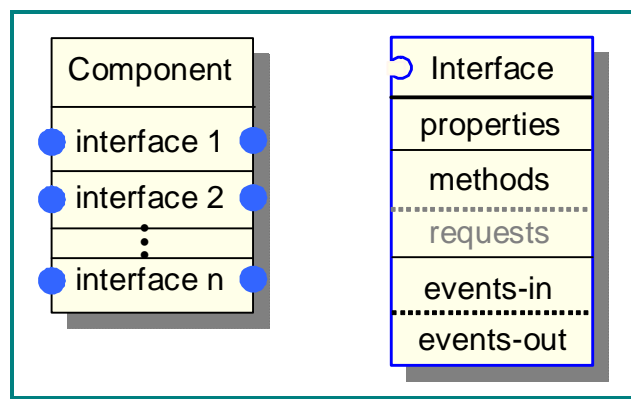 Component
interface 1
interface 2
interface n
Interface
properties
methods
requests
events-in
events-out